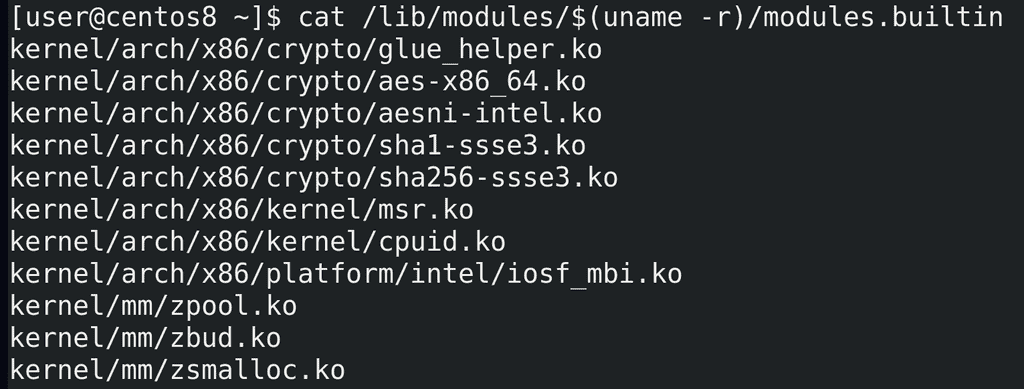 [user@centos8 ~]$ cat /lib/modules/$(uname -r)/modules.builtin
kernel/arch/x86/crypto/glue_helper.ko
kernel/arch/x86/crypto/aes-x86_64.ko
kernel/arch/x86/crypto/aesni-intel.ko
kernel/arch/x86/crypto/sha1-ssse3.ko
kernel/arch/x86/crypto/sha256-ssse3.ko
kernel/arch/x86/kernel/msr.ko
kernel/arch/x86/kernel/cpuid.ko
kernel/arch/x86/platform/intel/iosf_mbi.ko
kernel/mm/zpool.ko
kernel/mm/zbud.ko
kernel/mm/zsmalloc.ko